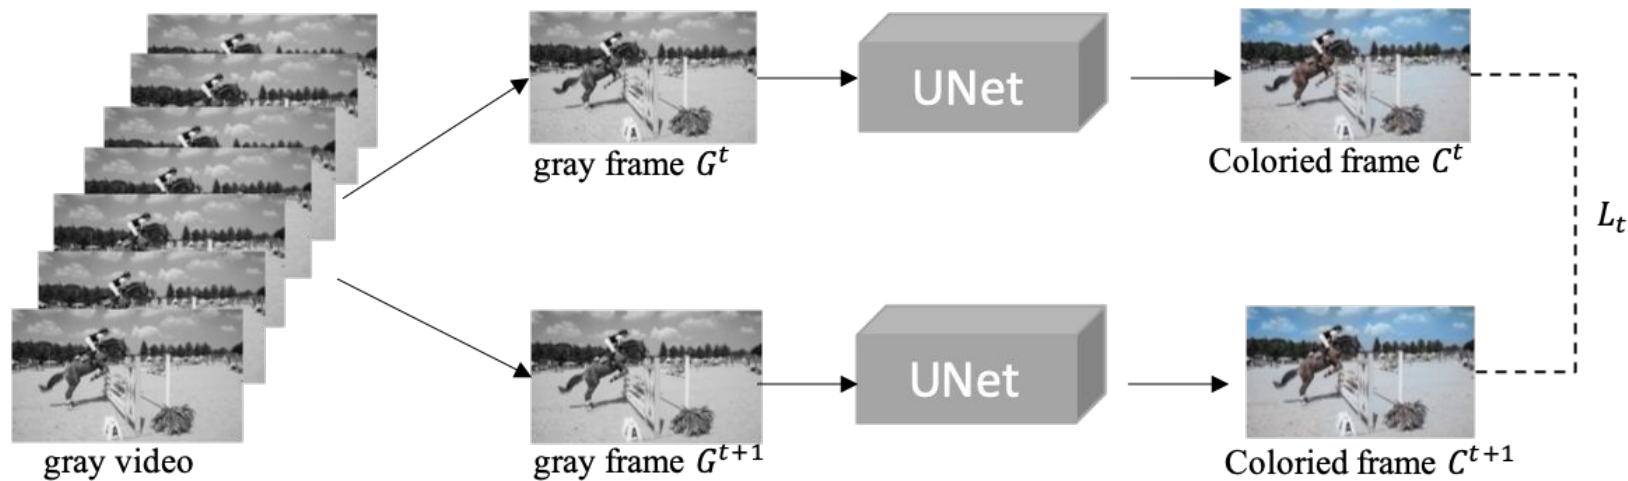 UNet
gray frame G^t
Coloried frame C^t
L_t
UNet
gray video
gray frame G^{t+1}
Coloried frame C^{t+1}